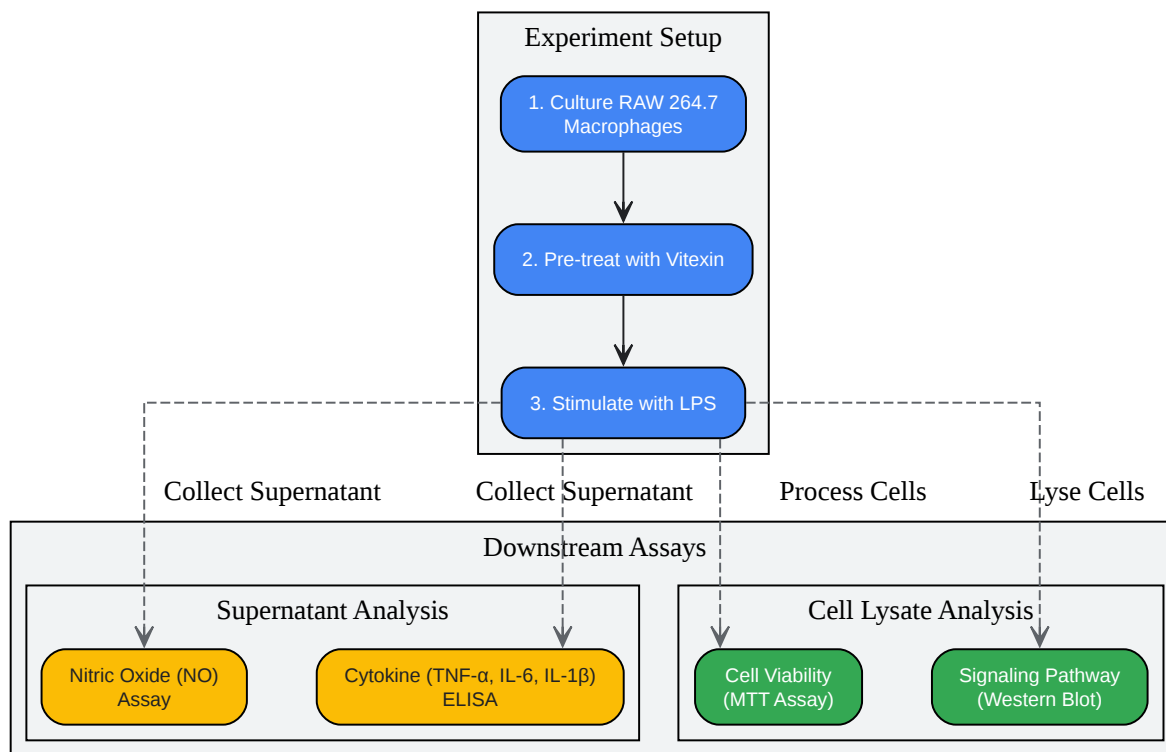 Experiment Setup
1. Culture RAW 264.7
Macrophages
2. Pre-treat with Vitexin
3. Stimulate with LPS
Collect Supernatant
Collect Supernatant
Process Cells
Lyse Cells
Downstream Assays
Supernatant Analysis
Cell Lysate Analysis
Nitric Oxide (NO)
Assay
Cytokine (TNF-α, IL-6, IL-1β)
ELISA
Cell Viability
(MTT Assay)
Signaling Pathway
(Western Blot)